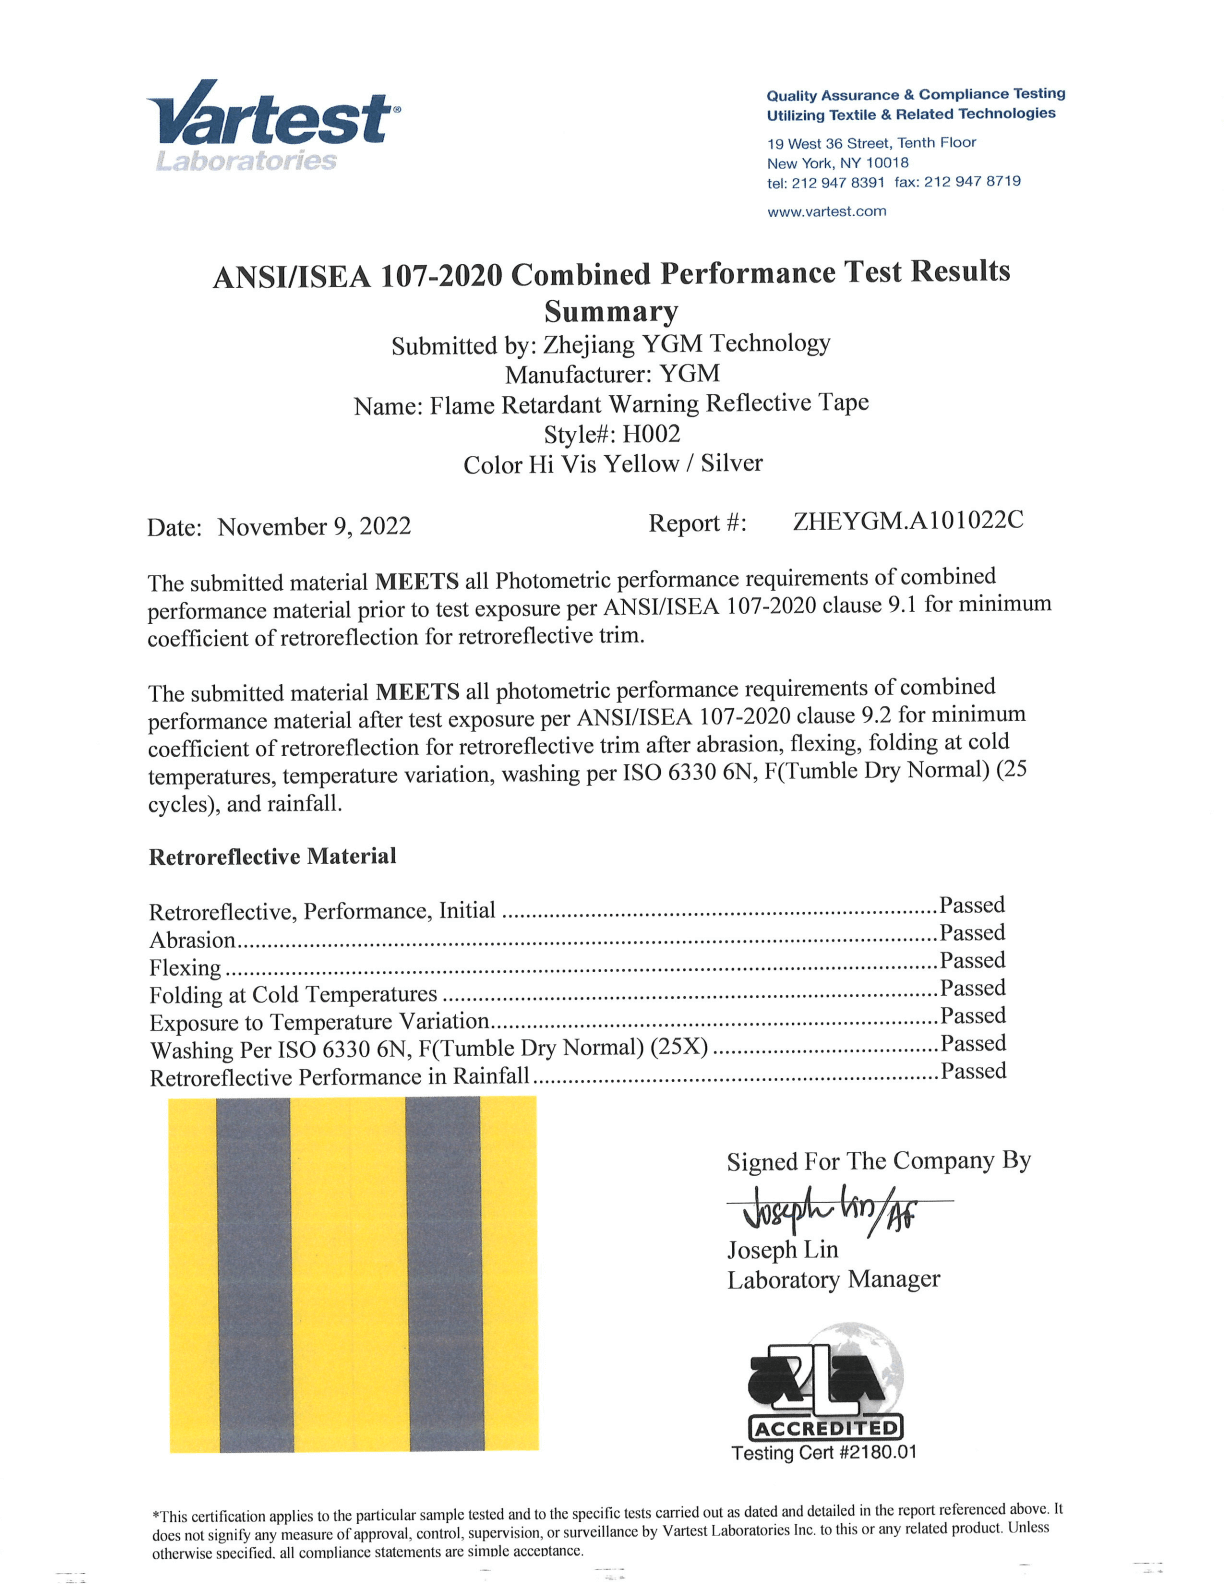 Vartest®
Laboratories
Quality Assurance & Compliance Testing
Utilizing Textile & Related Technologies
19 West 36 Street, Tenth Floor
New York, NY 10018
tel: 212 947 8391 fax: 212 947 8719
www.vartest.com
ANSI/ISEA 107-2020 Combined Performance Test Results
Summary
Submitted by: Zhejiang YGM Technology
Manufacturer: YGM
Name: Flame Retardant Warning Reflective Tape
Style#: H002
Color Hi Vis Yellow / Silver
Date: November 9, 2022 Report #: ZHEYGM.A101022C
The submitted material MEETS all Photometric performance requirements of combined
performance material prior to test exposure per ANSI/ISEA 107-2020 clause 9.1 for minimum
coefficient of retroreflection for retroreflective trim.
The submitted material MEETS all photometric performance requirements of combined
performance material after test exposure per ANSI/ISEA 107-2020 clause 9.2 for minimum
coefficient of retroreflection for retroreflective trim after abrasion, flexing, folding at cold
temperatures, temperature variation, washing per ISO 6330 6N, F(Tumble Dry Normal) (25
cycles), and rainfall.
Retroreflective Material
Retroreflective, Performance, Initial ........ Passed
Abrasion ........ Passed
Flexing ........ Passed
Folding at Cold Temperatures ........ Passed
Exposure to Temperature Variation ........ Passed
Washing Per ISO 6330 6N, F(Tumble Dry Normal) (25X) ........ Passed
Retroreflective Performance in Rainfall ........ Passed
Signed For The Company By
Joseph Lin/AF
Joseph Lin
Laboratory Manager
A2LA
ACCREDITED
Testing Cert #2180.01
*This certification applies to the particular sample tested and to the specific tests carried out as dated and detailed in the report referenced above. It
does not signify any measure of approval, control, supervision, or surveillance by Vartest Laboratories Inc. to this or any related product. Unless
otherwise specified, all compliance statements are simple acceptance.